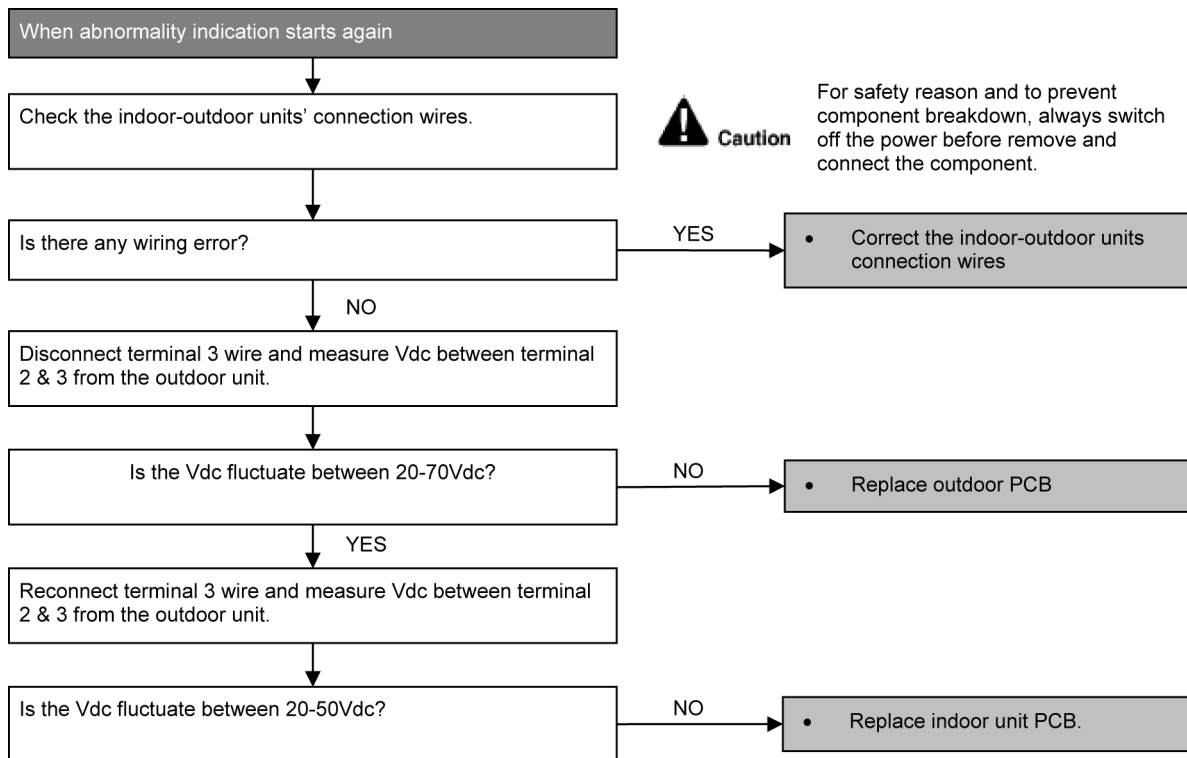 When abnormality indication starts again
Check the indoor-outdoor units' connection wires.
Caution
For safety reason and to prevent
component breakdown, always switch
off the power before remove and
connect the component.
Is there any wiring error?
YES
• Correct the indoor-outdoor units
connection wires
NO
Disconnect terminal 3 wire and measure Vdc between terminal
2 & 3 from the outdoor unit.
Is the Vdc fluctuate between 20-70Vdc?
NO
• Replace outdoor PCB
YES
Reconnect terminal 3 wire and measure Vdc between terminal
2 & 3 from the outdoor unit.
Is the Vdc fluctuate between 20-50Vdc?
NO
• Replace indoor unit PCB.